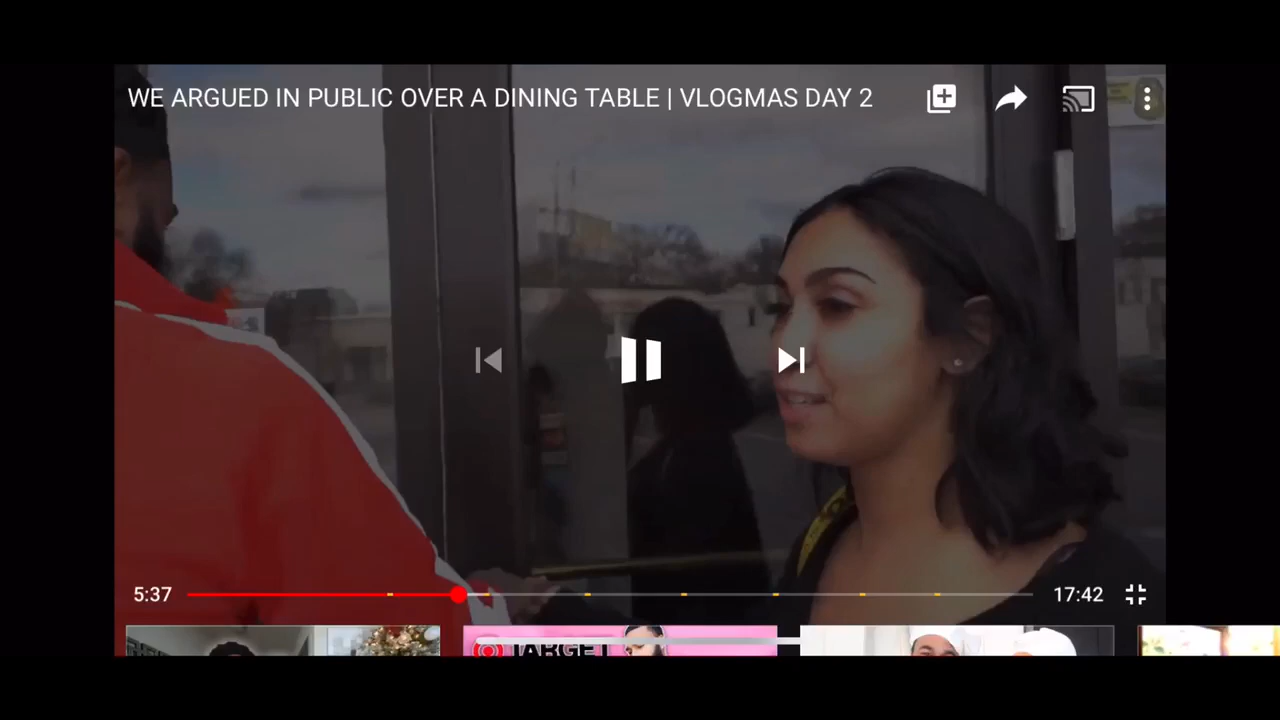 WE ARGUED IN PUBLIC OVER A DINING TABLE | VLOGMAS DAY 2
5:37
17:42
TARGET